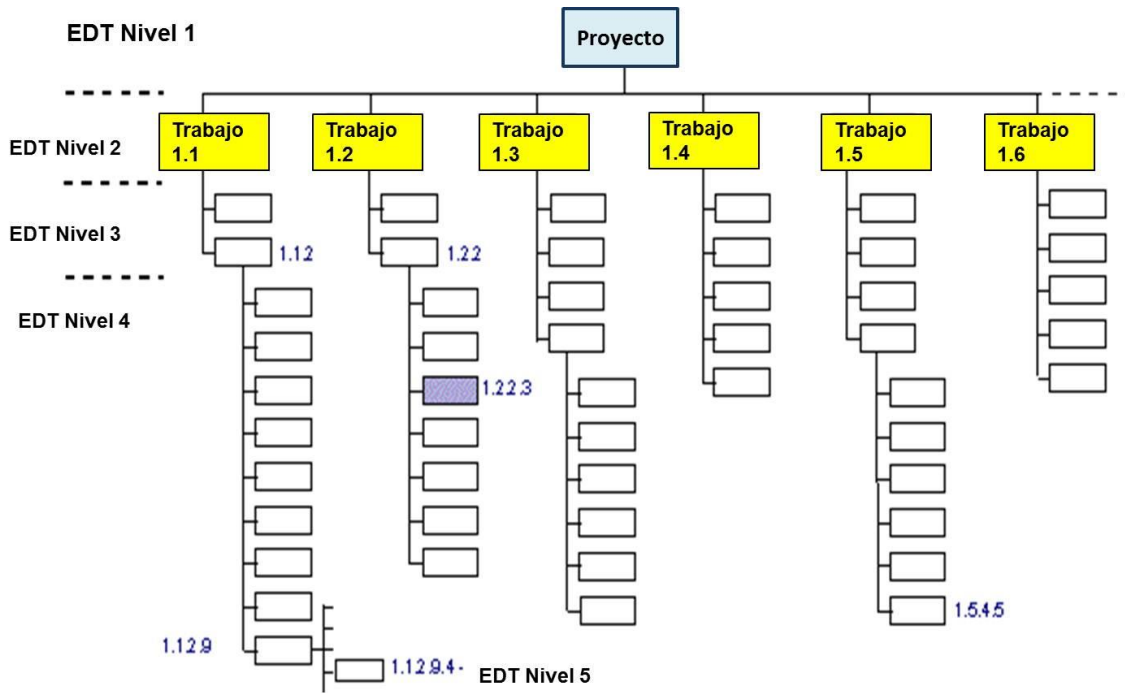 EDT Nivel 1
Proyecto
EDT Nivel 2
Trabajo
1.1
Trabajo
1.2
Trabajo
1.3
Trabajo
1.4
Trabajo
1.5
Trabajo
1.6
EDT Nivel 3
1.1.2
1.2.2
EDT Nivel 4
1.2.2.3
1.5.4.5
1.1.2.9
1.1.2.9.4 -
EDT Nivel 5